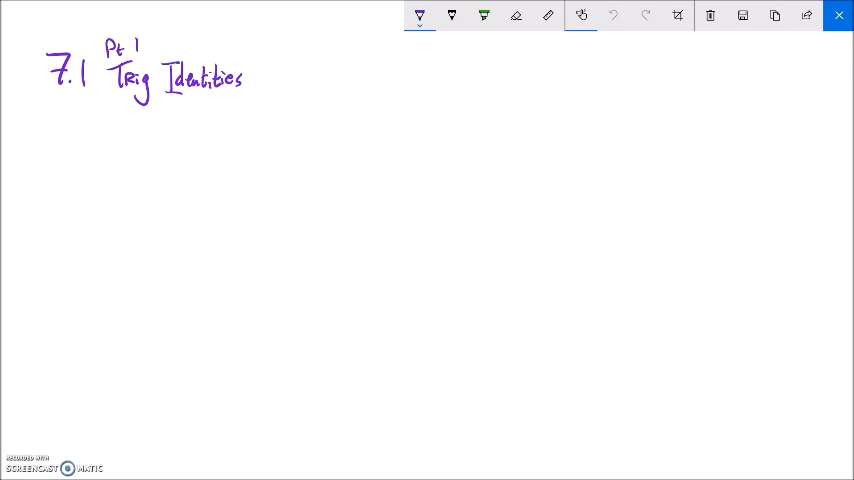 Pt 1
7.1 Trig Identities
RECORDED WITH
SCREENCAST MATIC